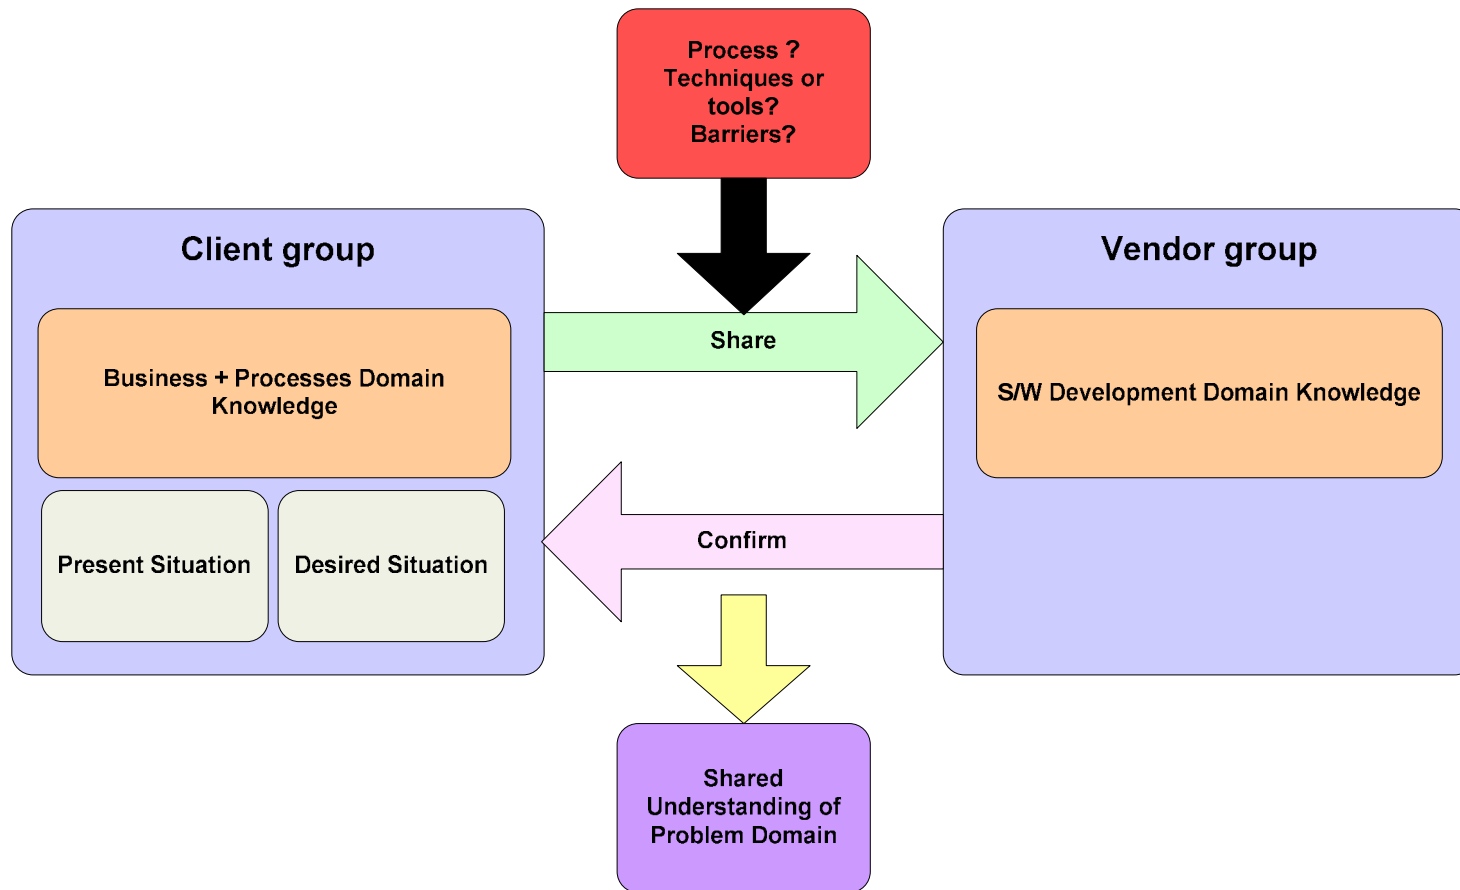 Process ?
Techniques or
tools?
Barriers?
Client group
Business + Processes Domain
Knowledge
Present Situation
Desired Situation
Share
Confirm
Vendor group
S/W Development Domain Knowledge
Shared
Understanding of
Problem Domain